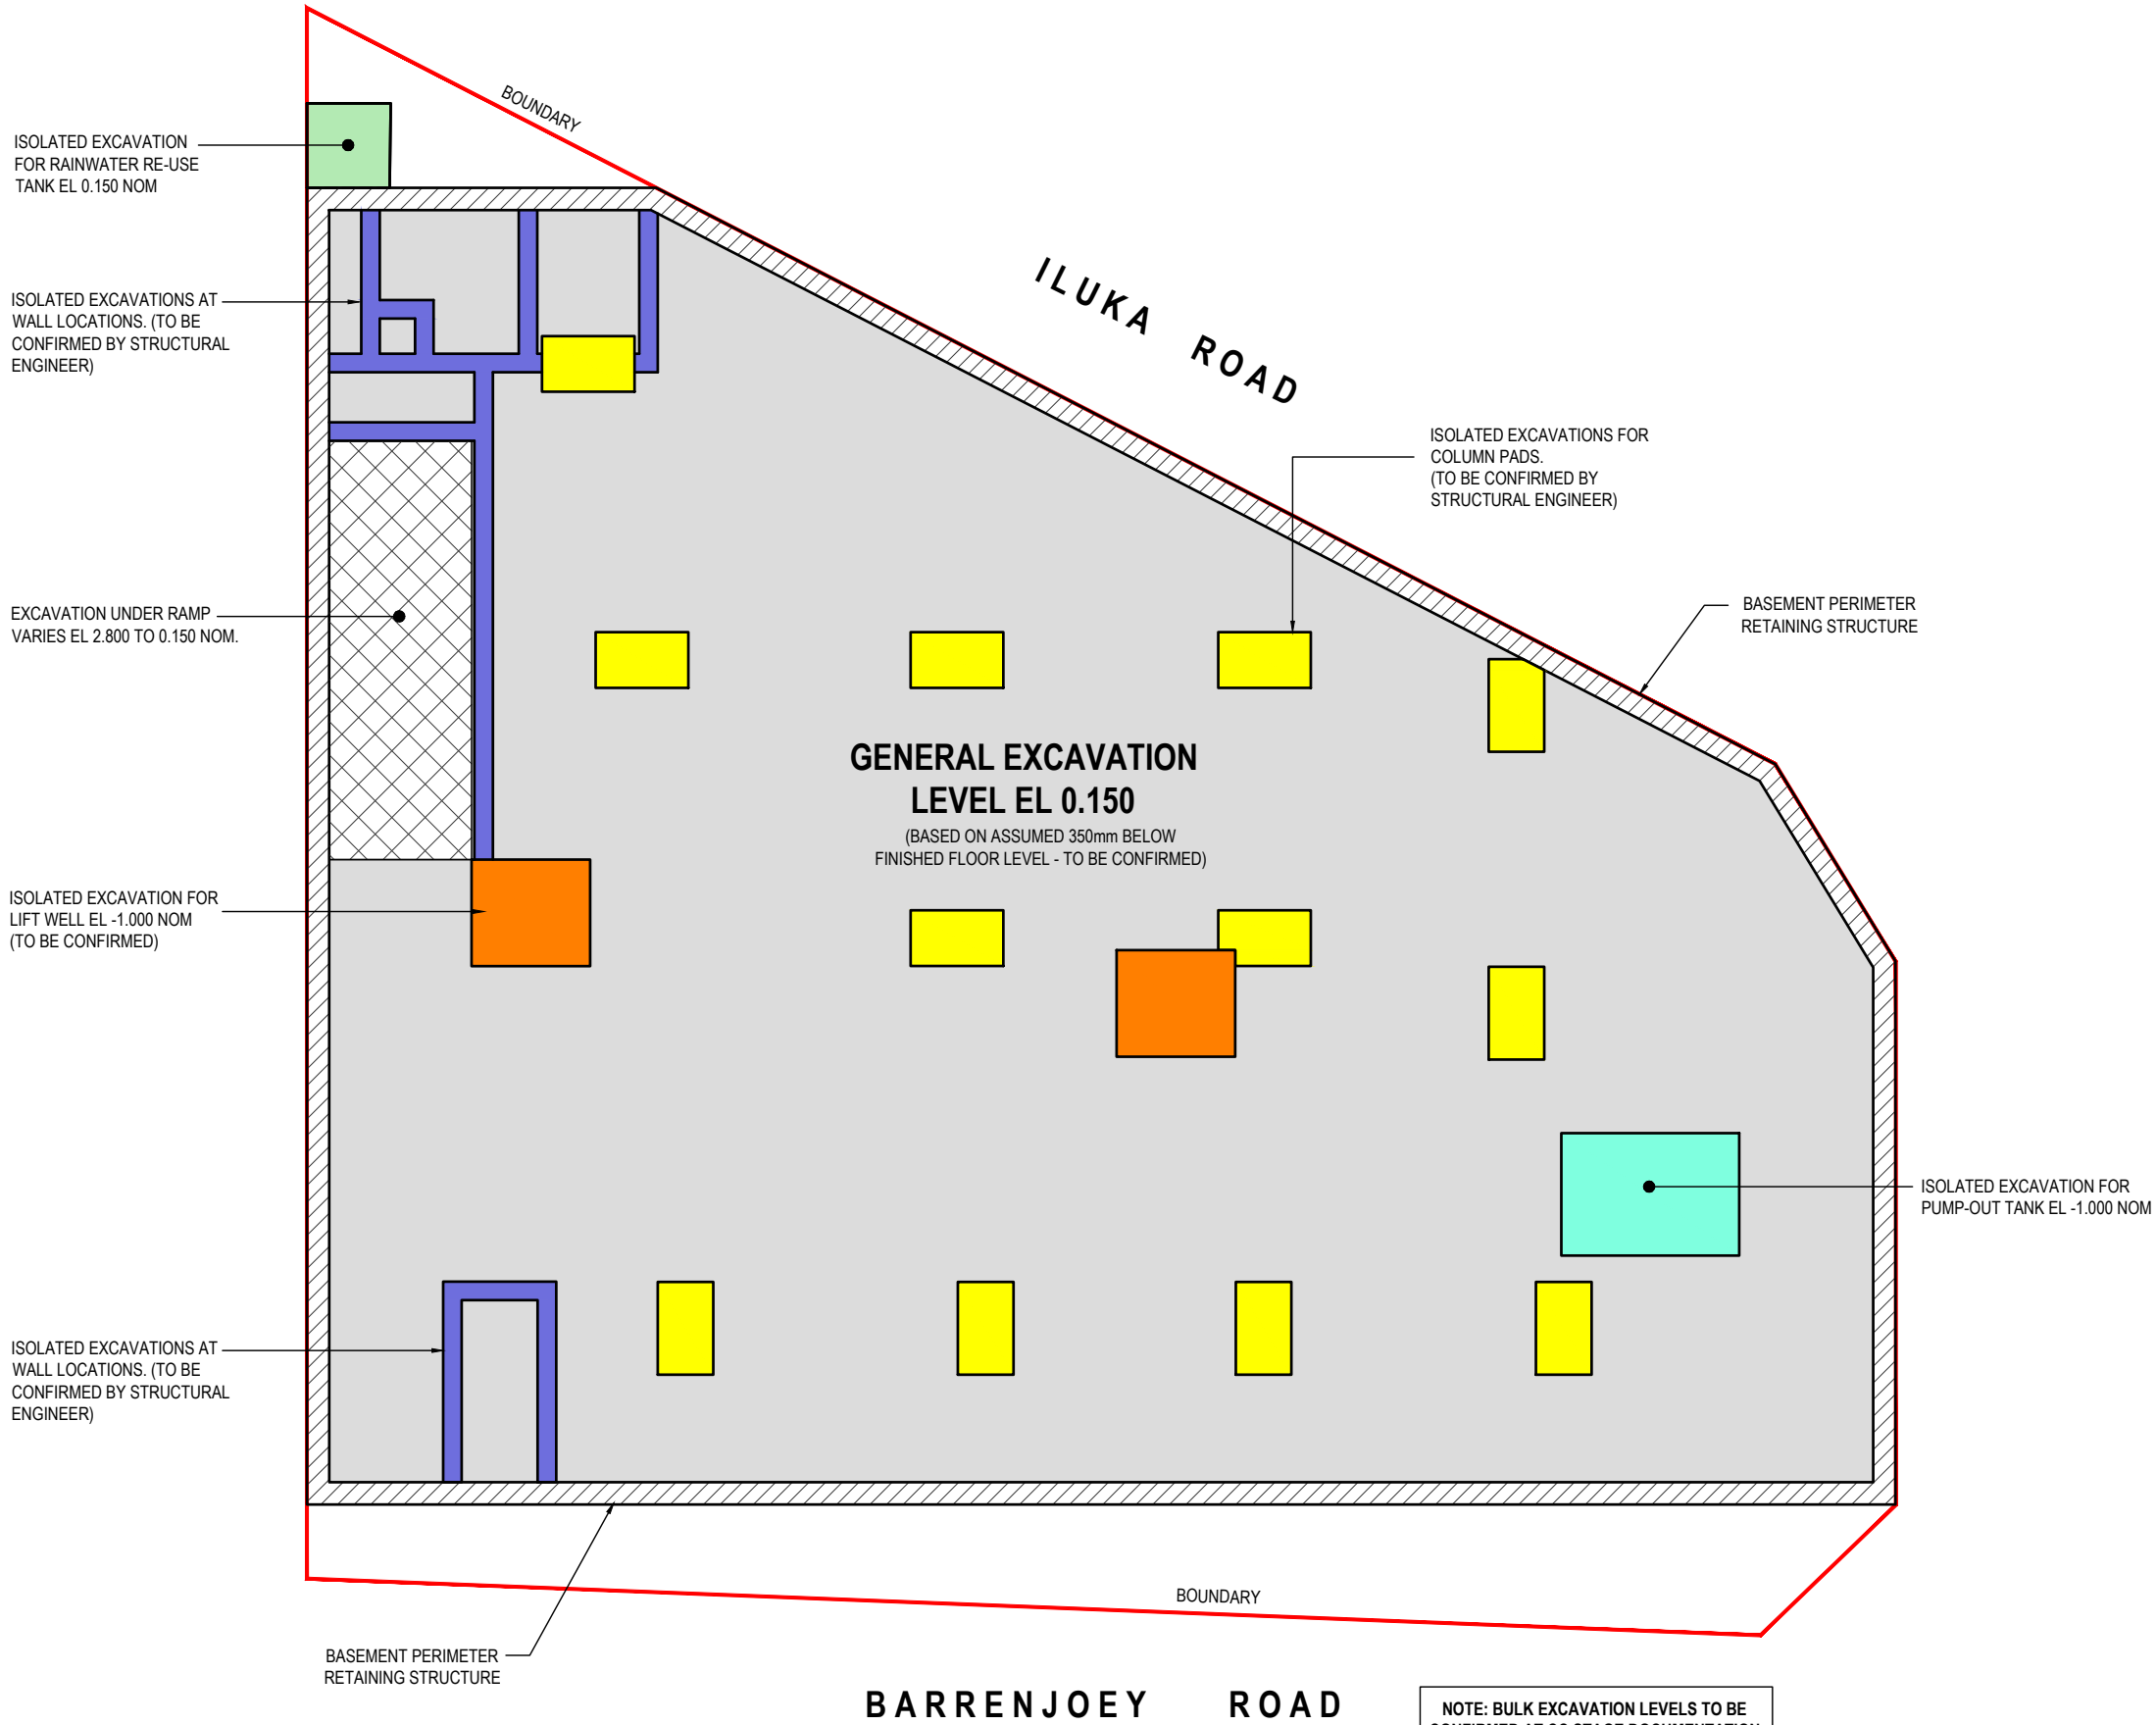 BOUNDARY
ISOLATED EXCAVATION
FOR RAINWATER RE-USE
TANK EL 0.150 NOM
ILUKA ROAD
ISOLATED EXCAVATIONS AT
WALL LOCATIONS. (TO BE
CONFIRMED BY STRUCTURAL
ENGINEER)
ISOLATED EXCAVATIONS FOR
COLUMN PADS.
(TO BE CONFIRMED BY
STRUCTURAL ENGINEER)
EXCAVATION UNDER RAMP
VARIES EL 2.800 TO 0.150 NOM.
BASEMENT PERIMETER
RETAINING STRUCTURE
GENERAL EXCAVATION
LEVEL EL 0.150
(BASED ON ASSUMED 350mm BELOW
FINISHED FLOOR LEVEL - TO BE CONFIRMED)
ISOLATED EXCAVATION FOR
LIFT WELL EL -1.000 NOM
(TO BE CONFIRMED)
ISOLATED EXCAVATION FOR
PUMP-OUT TANK EL -1.000 NOM
ISOLATED EXCAVATIONS AT
WALL LOCATIONS. (TO BE
CONFIRMED BY STRUCTURAL
ENGINEER)
BOUNDARY
BASEMENT PERIMETER
RETAINING STRUCTURE
BARRENJOEY ROAD
NOTE: BULK EXCAVATION LEVELS TO BE
CONFIRMED AT CC STAGE DOCUMENTATION